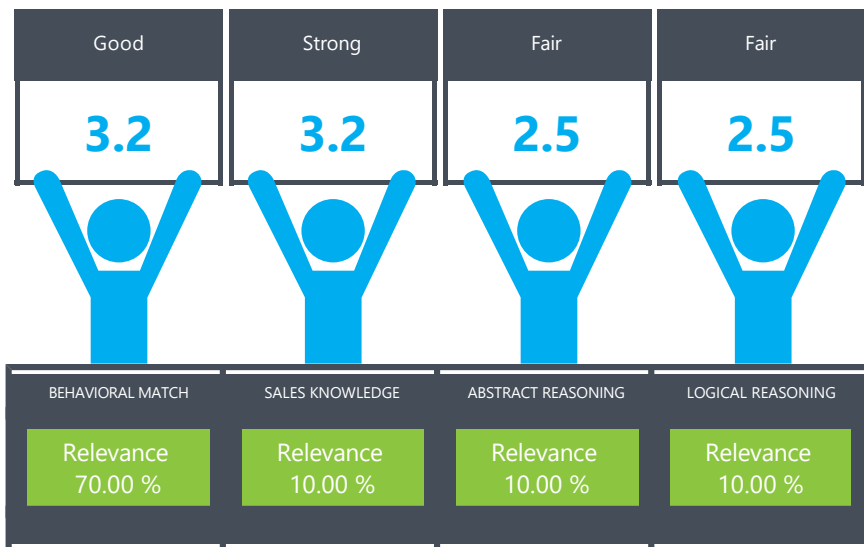 Good
Strong
Fair
Fair
3.2
3.2
2.5
2.5
BEHAVIORAL MATCH
SALES KNOWLEDGE
ABSTRACT REASONING
LOGICAL REASONING
Relevance
70.00 %
Relevance
10.00 %
Relevance
10.00 %
Relevance
10.00 %